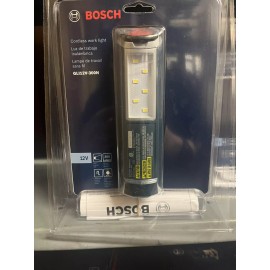 BOSCH
Cordless work light
Luz de trabajo
inalámbrica
Lampe de travail
sans fil
GLI12V-300N
12V
BOSCH